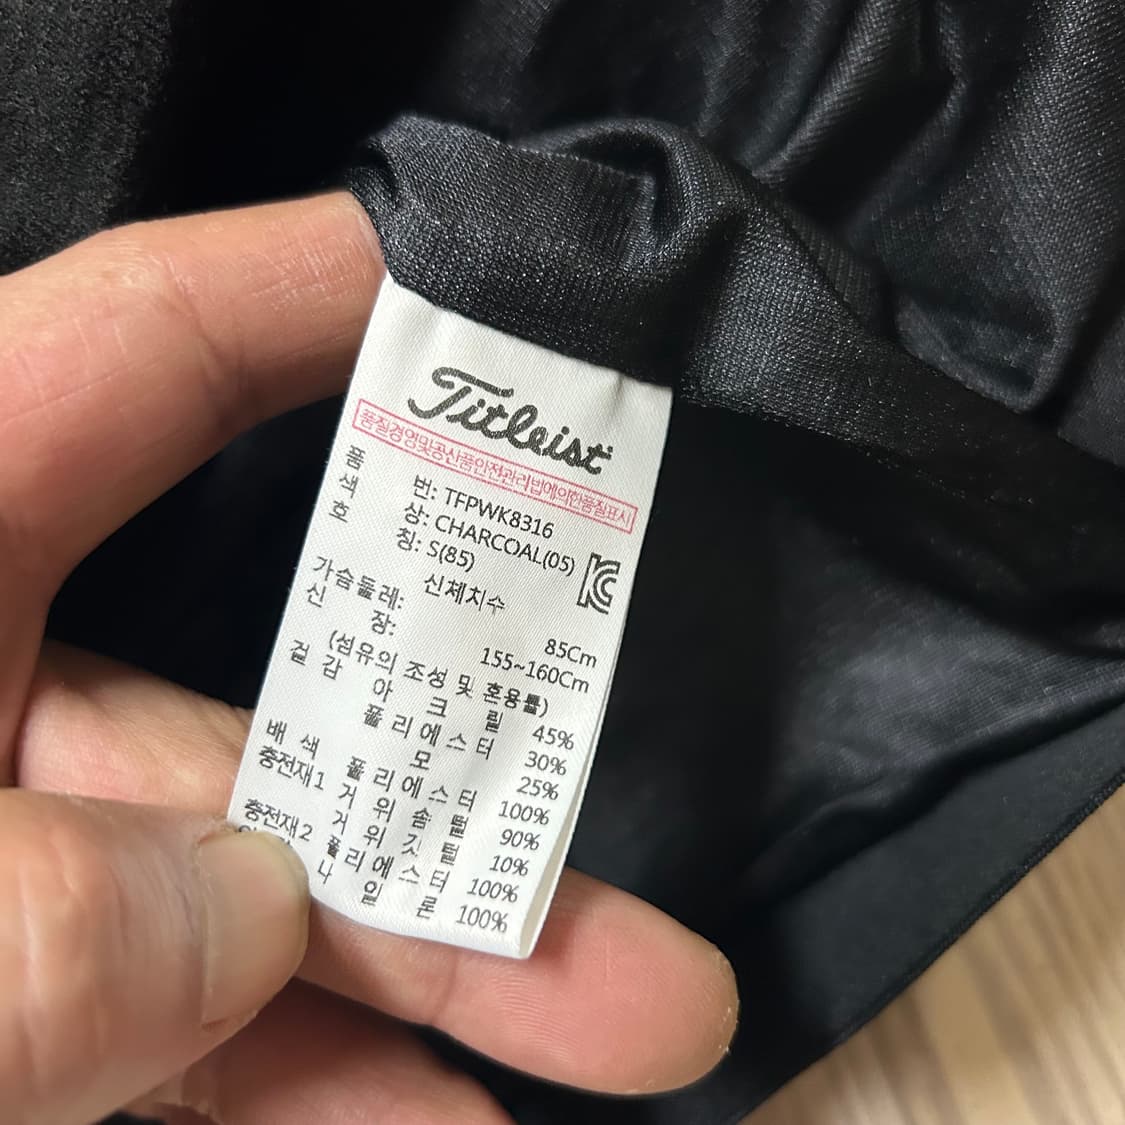 Titleist
품질경영및공산품안전관리법에의한품질표시
품 번: TFPWK8316
색 상: CHARCOAL(05)
호 칭: S(85)
신체치수
가슴둘레: 85Cm
신 장: 155~160Cm
(섬유의 조성 및 혼용률)
겉 감 아 크 릴 45%
폴 리 에 스 터 30%
모 25%
배 색 폴 리 에 스 터 100%
충전재1 거 위 솜 털 90%
거 위 깃 털 10%
충전재2 폴 리 에 스 터 100%
나 일 론 100%